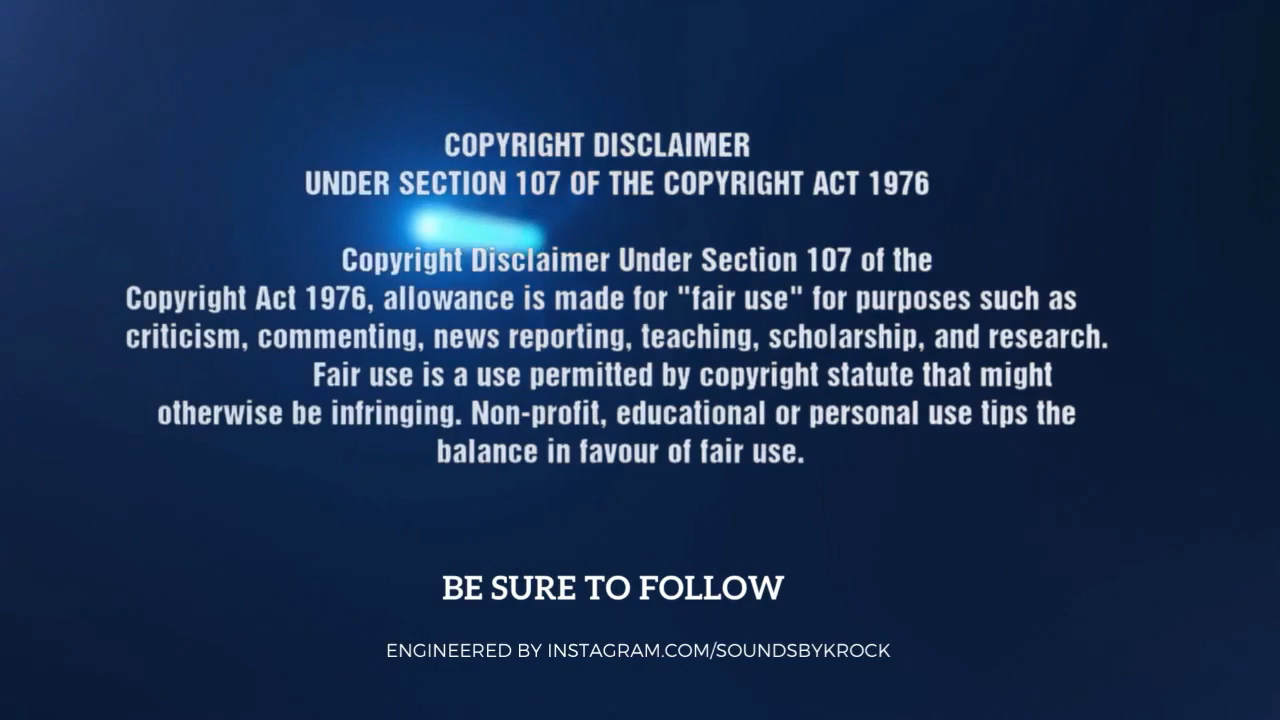 COPYRIGHT DISCLAIMER
UNDER SECTION 107 OF THE COPYRIGHT ACT 1976
Copyright Disclaimer Under Section 107 of the
Copyright Act 1976, allowance is made for "fair use" for purposes such as
criticism, commenting, news reporting, teaching, scholarship, and research.
Fair use is a use permitted by copyright statute that might
otherwise be infringing. Non-profit, educational or personal use tips the
balance in favour of fair use.
BE SURE TO FOLLOW
ENGINEERED BY INSTAGRAM.COM/SOUNDSBYKROCK